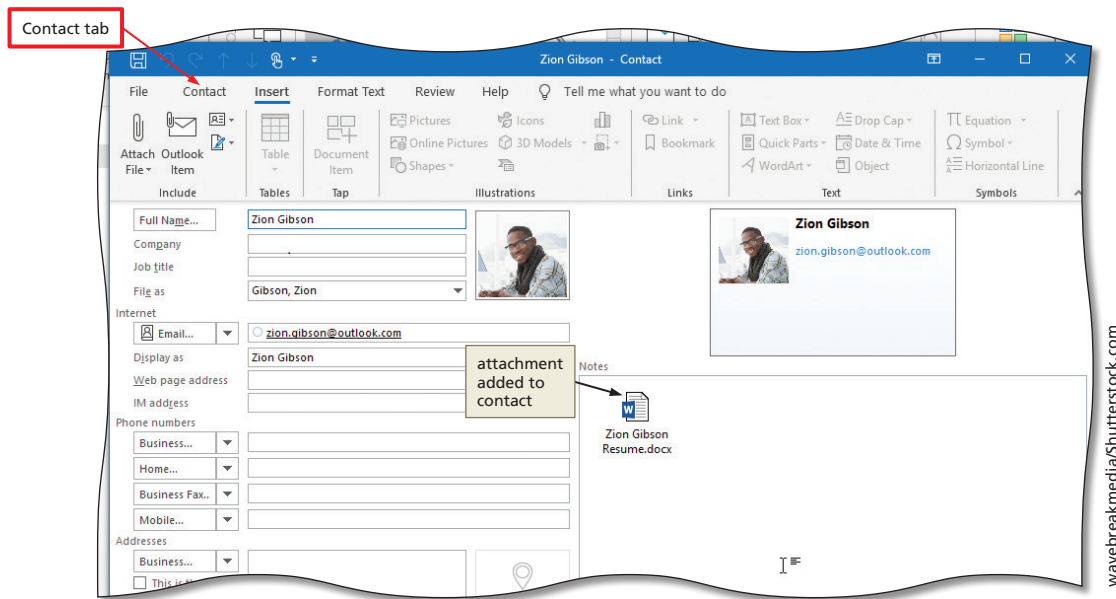 Contact tab
Zion Gibson - Contact
File Contact Insert Format Text Review Help Tell me what you want to do
Attach File
Outlook Item
Include
Table
Tables
Document Item
Tap
Pictures
Online Pictures
Shapes
Icons
3D Models
Illustrations
Link
Bookmark
Links
Text Box
Quick Parts
WordArt
Drop Cap
Date & Time
Object
Text
Equation
Symbol
Horizontal Line
Symbols
Full Name... Zion Gibson
Company
Job title
File as Gibson, Zion
Internet
Email... zion.gibson@outlook.com
Display as Zion Gibson
Web page address
IM address
Phone numbers
Business...
Home...
Business Fax..
Mobile...
Addresses
Business...
This is
Zion Gibson
zion.gibson@outlook.com
attachment
added to
contact
Notes
Zion Gibson
Resume.docx
wavebreakmedia/Shutterstock.com